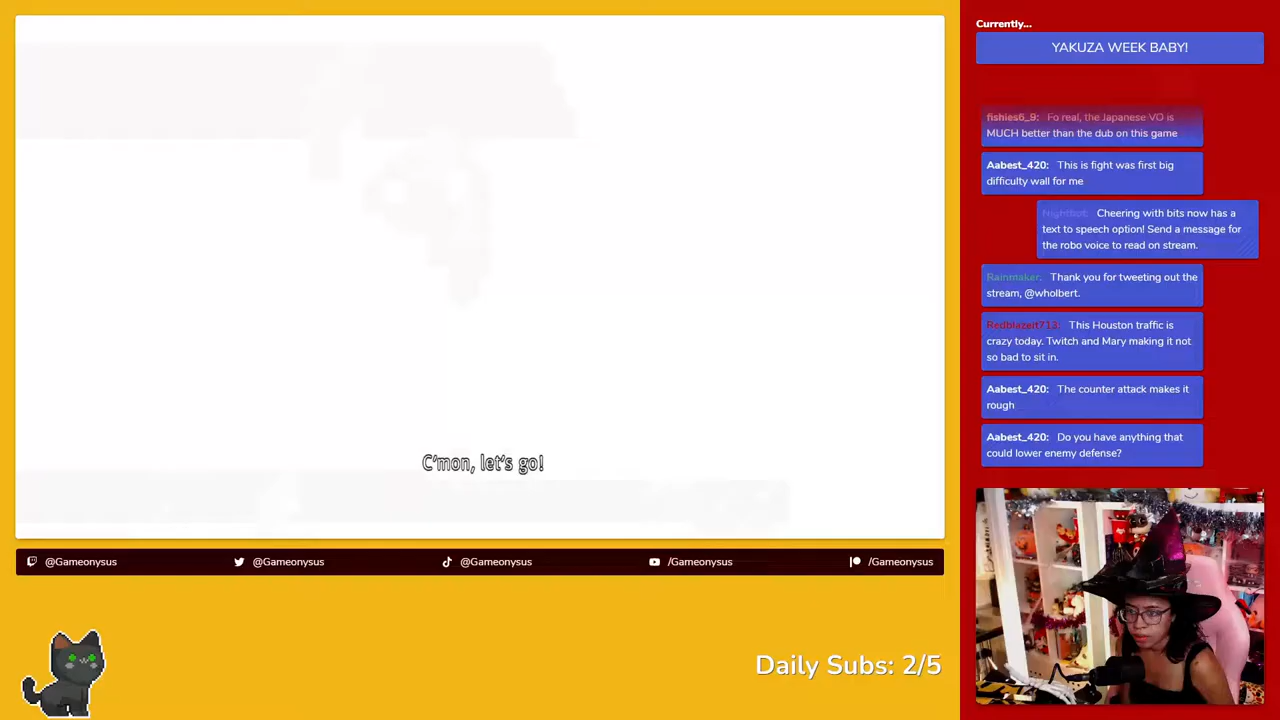 Currently...
YAKUZA WEEK BABY!
fishies6_9: Fo real, the Japanese VO is
MUCH better than the dub on this game
Aabest_420: This is fight was first big
difficulty wall for me
Nightbot: Cheering with bits now has a
text to speech option! Send a message for
the robo voice to read on stream.
Rainmaker: Thank you for tweeting out the
stream, @wholbert.
Redblazert713: This Houston traffic is
crazy today. Twitch and Mary making it not
so bad to sit in.
Aabest_420: The counter attack makes it
rough
Aabest_420: Do you have anything that
could lower enemy defense?
C'mon, let's go!
@Gameonysus
@Gameonysus
@Gameonysus
/Gameonysus
/Gameonysus
Daily Subs: 2/5